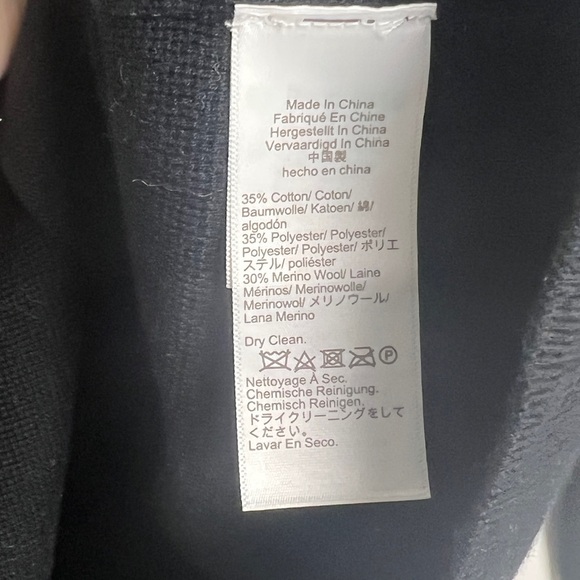 Made In China
Fabriqué En Chine
Hergestellt In China
Vervaardigd In China
中国製
hecho en china
35% Cotton/ Coton/
Baumwolle/ Katoen/ 綿/
algodón
35% Polyester/ Polyester/
Polyester/ Polyester/ ポリエ
ステル/ poliéster
30% Merino Wool/ Laine
Mérinos/ Merinowolle/
Merinowol/ メリノウール/
Lana Merino
Dry Clean.
P
Nettoyage À Sec.
Chemische Reinigung.
Chemisch Reinigen.
ドライクリーニングをして
ください。
Lavar En Seco.